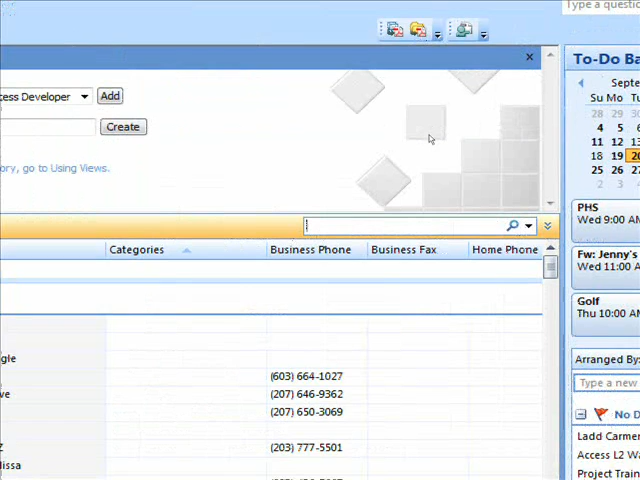 Type a questio
To-Do Ba
cess Developer
Add
Septe
Su Mo Tu
28 29 30
4 5 6
11 12 13
18 19 20
25 26 27
2 3 4
Create
ory, go to Using Views.
PHS
Wed 9:00 AM
Categories
Business Phone
Business Fax
Home Phone
Fw: Jenny's
Wed 11:00 A
Golf
Thu 10:00 AM
gle
Arranged By:
(603) 664-1027
Type a new
ve
(207) 646-9362
(207) 650-3069
No D
Ladd Carmer
Z
(203) 777-5501
Access L2 Wa
lissa
Project Train